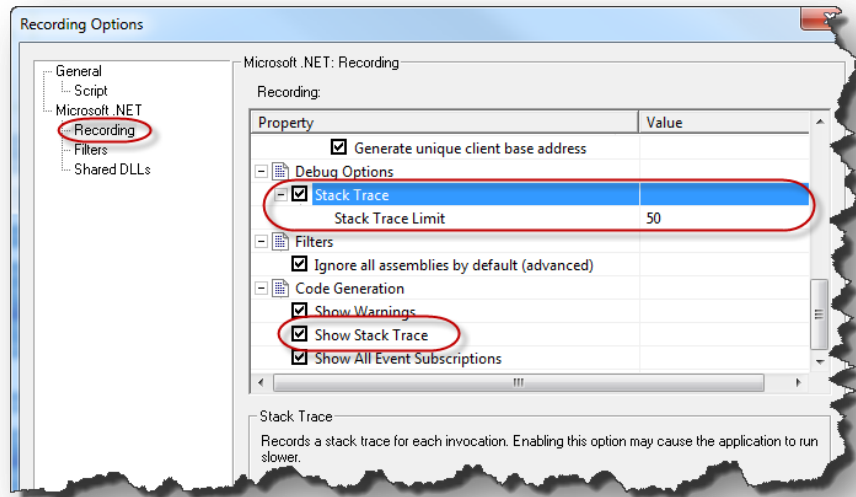 Recording Options
General
Script
Microsoft .NET
Recording
Filters
Shared DLLs
Microsoft .NET: Recording
Recording:
Property Value
Generate unique client base address
Debug Options
Stack Trace
Stack Trace Limit 50
Filters
Ignore all assemblies by default (advanced)
Code Generation
Show Warnings
Show Stack Trace
Show All Event Subscriptions
Stack Trace
Records a stack trace for each invocation. Enabling this option may cause the application to run
slower.